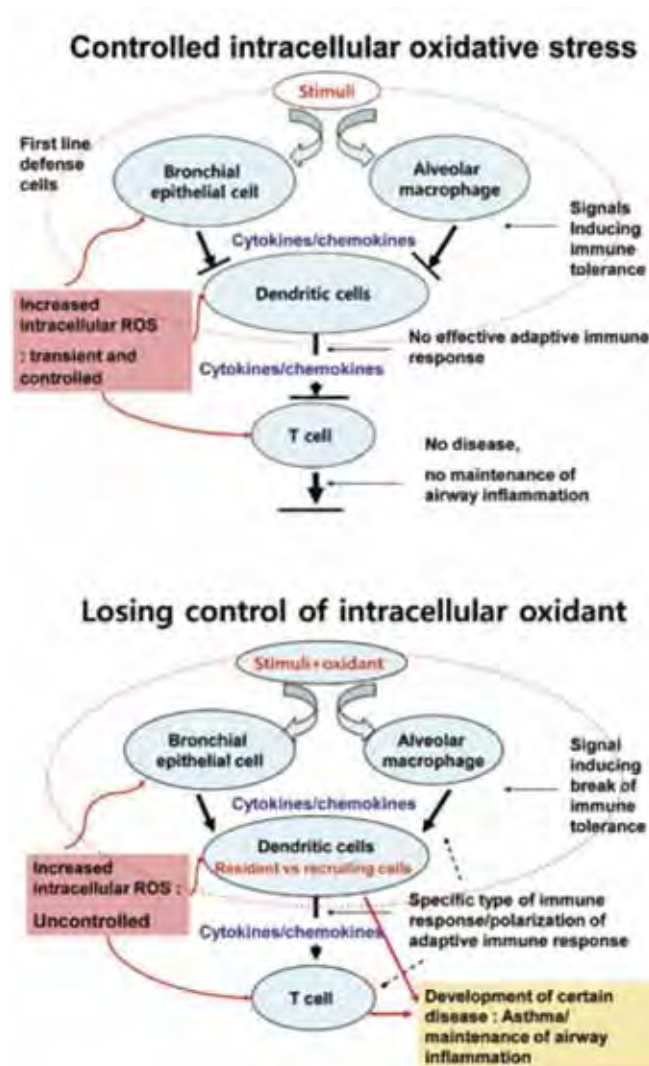 Controlled intracellular oxidative stress
Stimuli
First line
defense
cells
Bronchial
epithelial cell
Alveolar
macrophage
Signals
Inducing
immune
tolerance
Cytokines/chemokines
Dendritic cells
Increased
intracellular ROS
: transient and
controlled
No effective adaptive immune
response
Cytokines/chemokines
T cell
No disease,
no maintenance of
airway inflammation
Losing control of intracellular oxidant
Stimuli+oxidant
Bronchial
epithelial cell
Alveolar
macrophage
Signal
inducing
break of
immune
tolerance
Cytokines/chemokines
Dendritic cells
Resident vs recruiting cells
Increased
intracellular ROS :
Uncontrolled
Specific type of immune
response/polarization of
adaptive immune response
Cytokines/chemokines
T cell
Development of certain
disease : Asthma/
maintenance of airway
inflammation